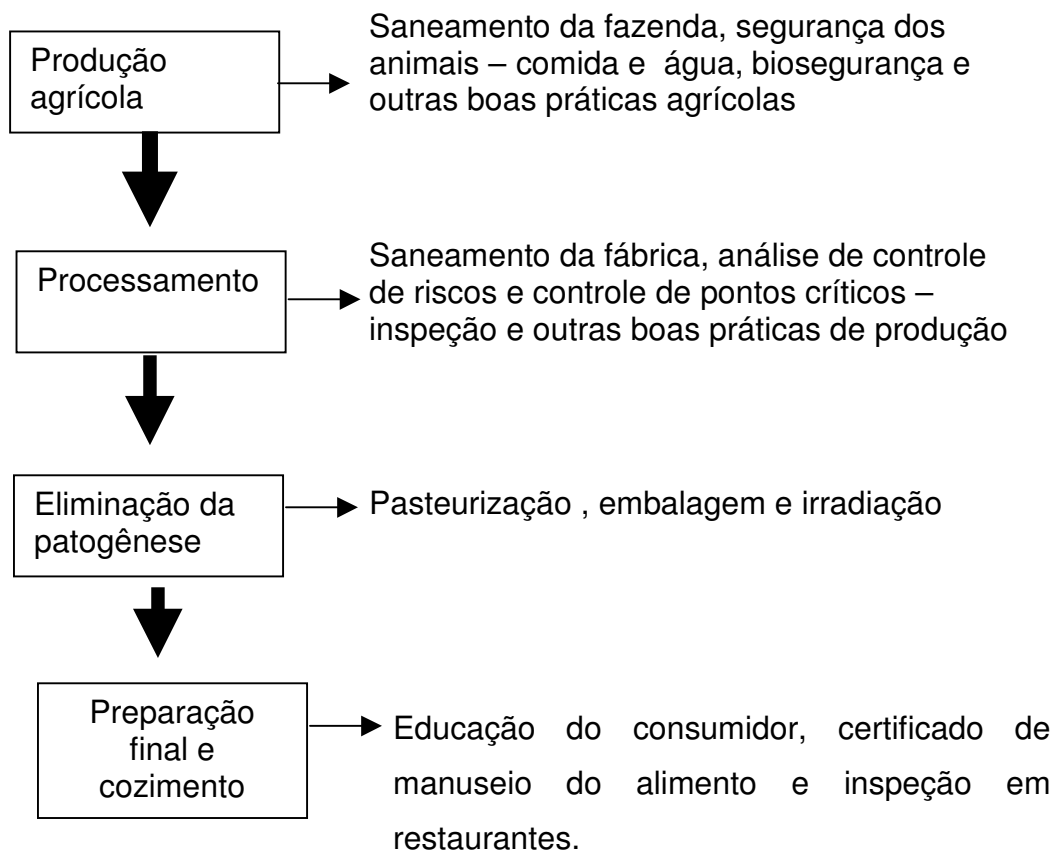 Produção
agrícola
Saneamento da fazenda, segurança dos
animais – comida e água, biosegurança e
outras boas práticas agrícolas
Processamento
Saneamento da fábrica, análise de controle
de riscos e controle de pontos críticos –
inspeção e outras boas práticas de produção
Eliminação da
patogênese
Pasteurização , embalagem e irradiação
Preparação
final e
cozimento
Educação do consumidor, certificado de
manuseio do alimento e inspeção em
restaurantes.